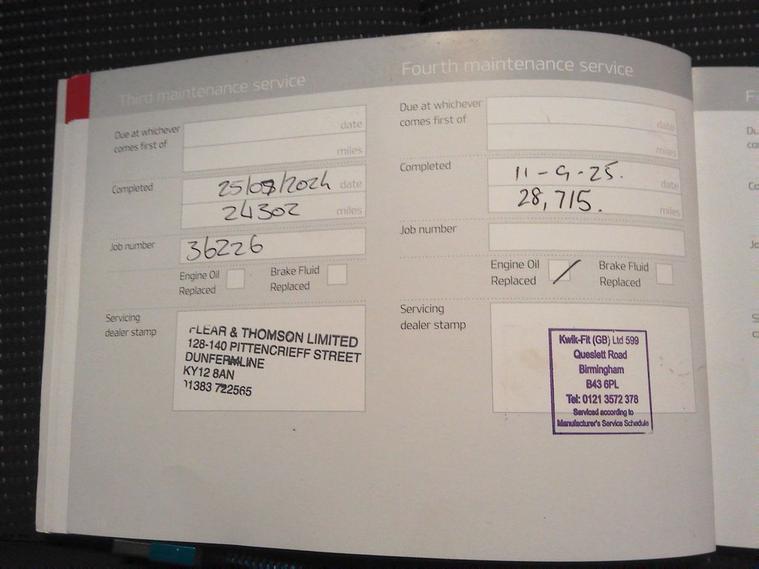 Third maintenance service
Due at whichever comes first of
date
miles
Completed
25/07/2024 date
24302 miles
Job number
36226
Engine Oil Replaced
Brake Fluid Replaced
Servicing dealer stamp
FLEAR & THOMSON LIMITED
128-140 PITTENCRIEFF STREET
DUNFERMLINE
KY12 8AN
01383 722565
Fourth maintenance service
Due at whichever comes first of
date
miles
Completed
11-9-25. date
28,715. miles
Job number
Engine Oil Replaced
Brake Fluid Replaced
Servicing dealer stamp
Kwik-Fit (GB) Ltd 599
Queslett Road
Birmingham
B43 6PL
Tel: 0121 3572 378
Serviced according to
Manufacturer's Service Schedule